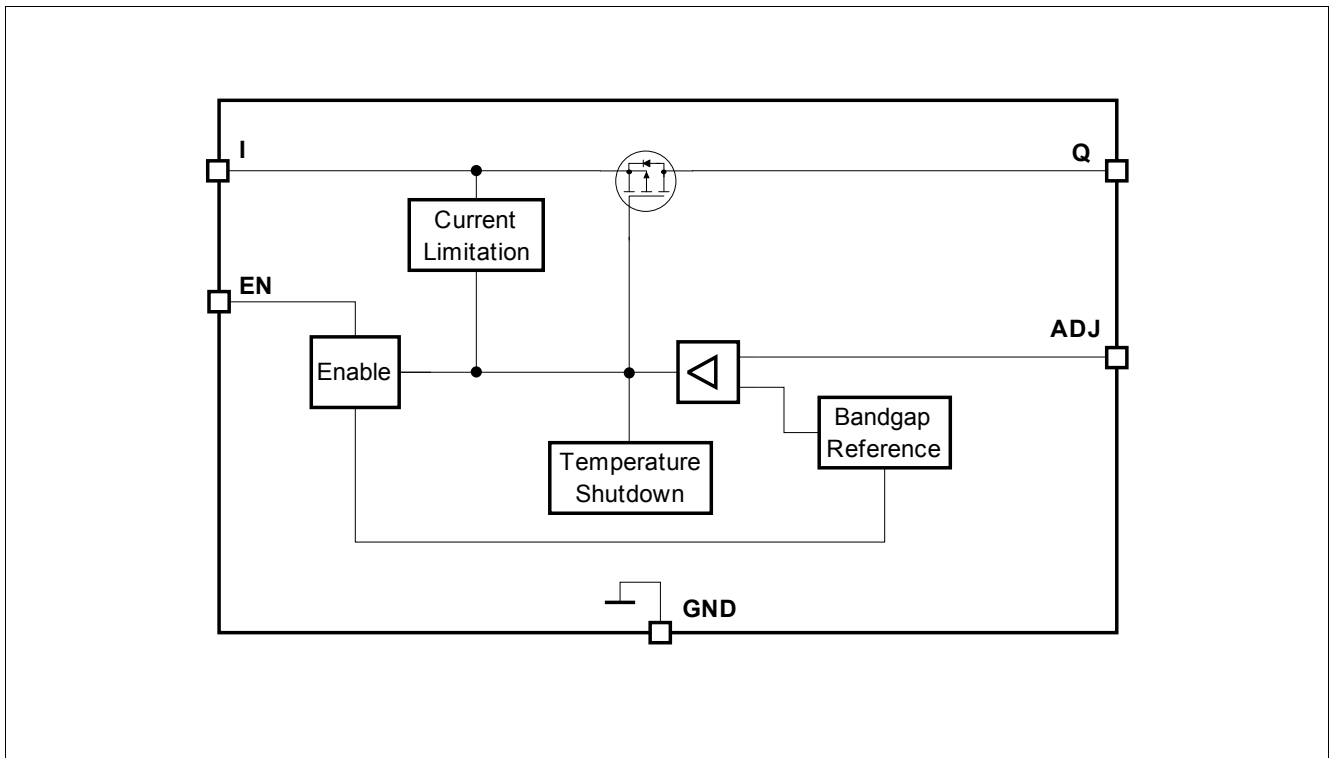 I
Q
Current
Limitation
EN
ADJ
Enable
Bandgap
Reference
Temperature
Shutdown
GND